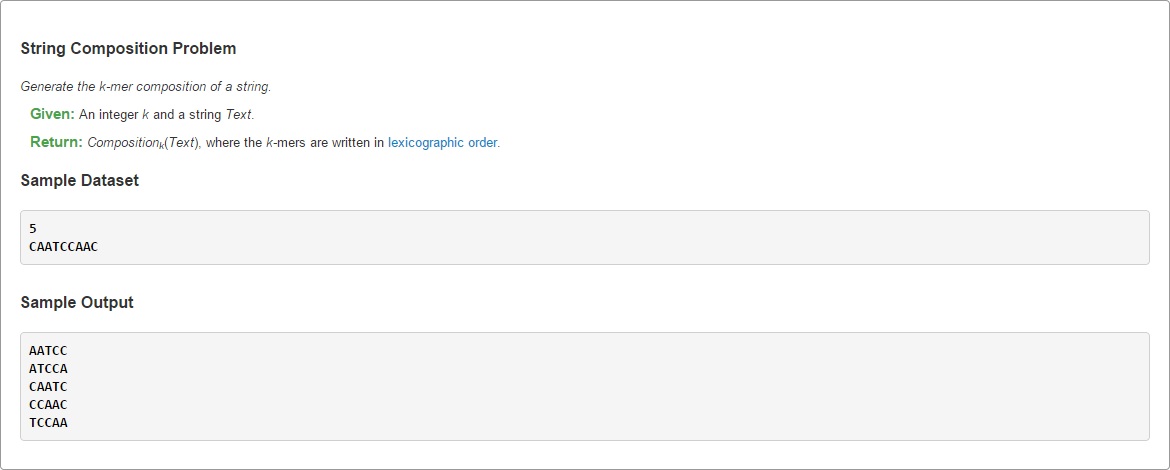 String Composition Problem
Generate the k-mer composition of a string.
Given: An integer k and a string Text.
Return: Compositionk(Text), where the k-mers are written in lexicographic order.
Sample Dataset
5
CAATCCAAC
Sample Output
AATCC
ATCCA
CAATC
CCAAC
TCCAA